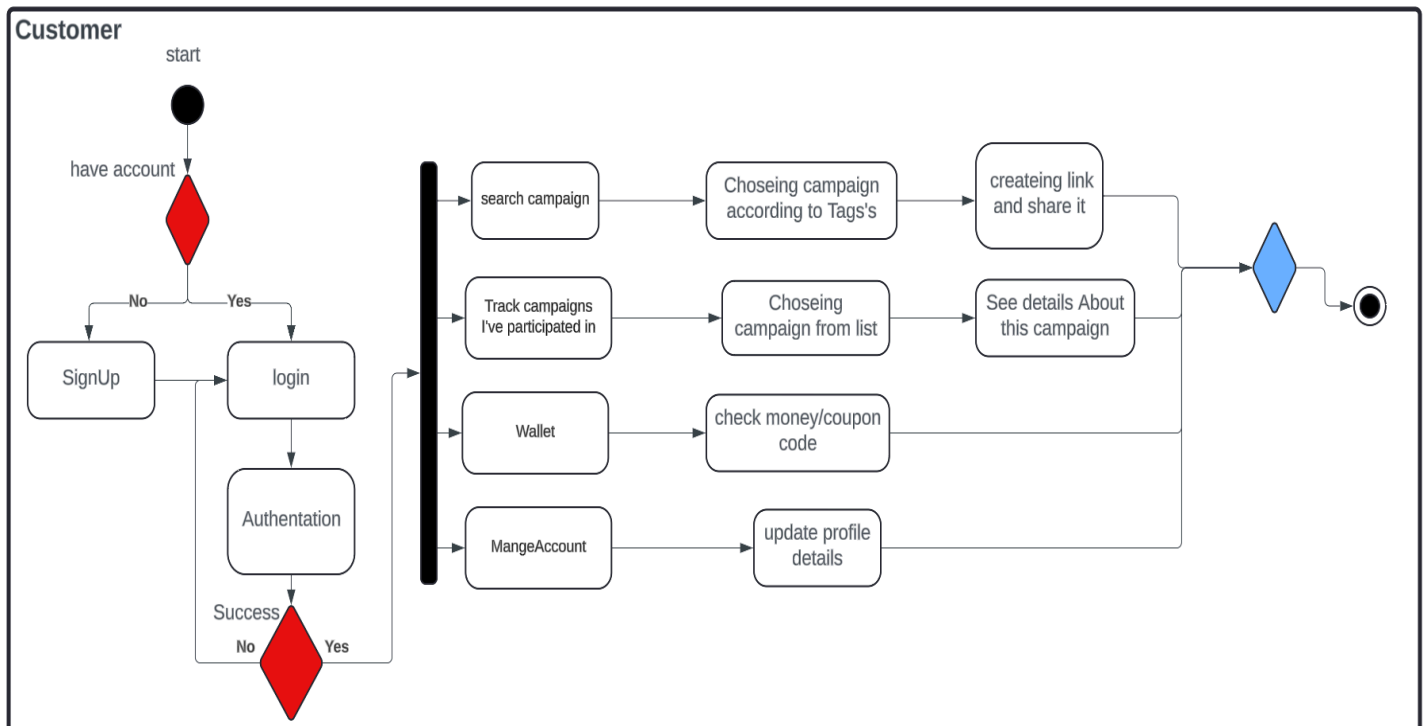 Customer
start
have account
No
Yes
SignUp
login
Authentation
Success
No
Yes
search campaign
Choseing campaign
according to Tags's
createing link
and share it
Track campaigns
I've participated in
Choseing
campaign from list
See details About
this campaign
Wallet
check money/coupon
code
MangeAccount
update profile
details